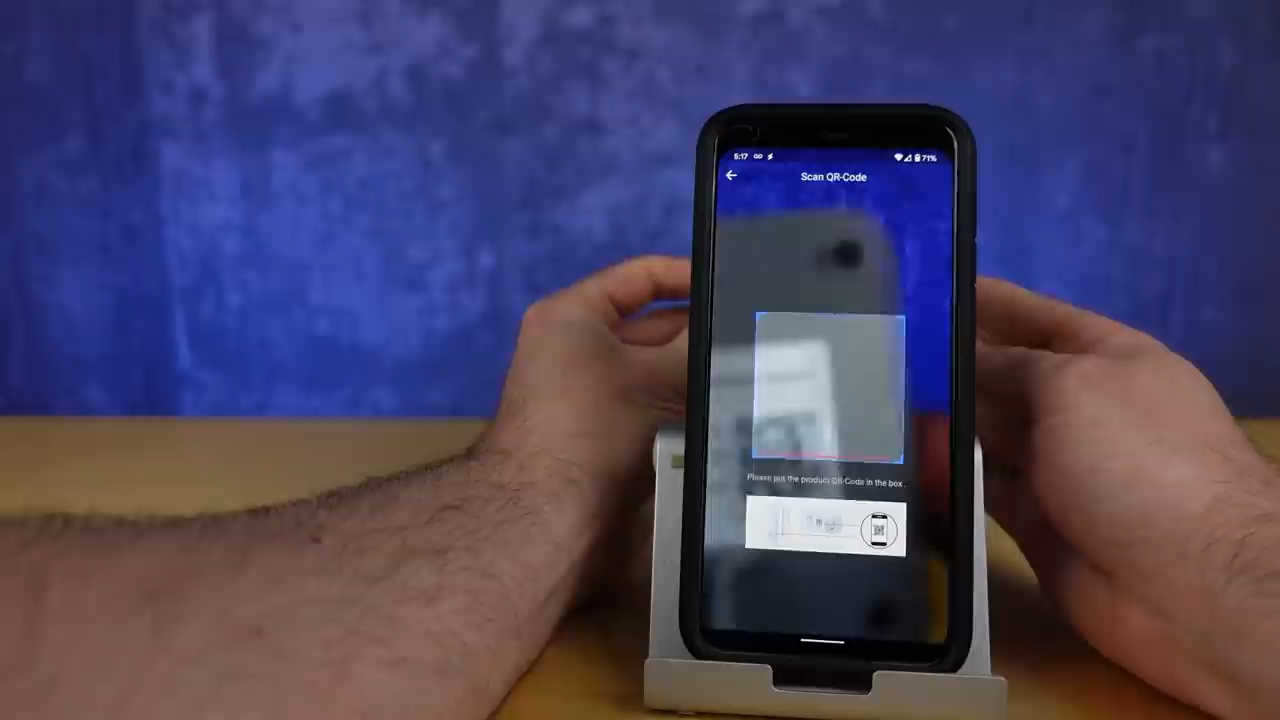 5:17 71%
Scan QR-Code
Please put the product QR-Code in the box.